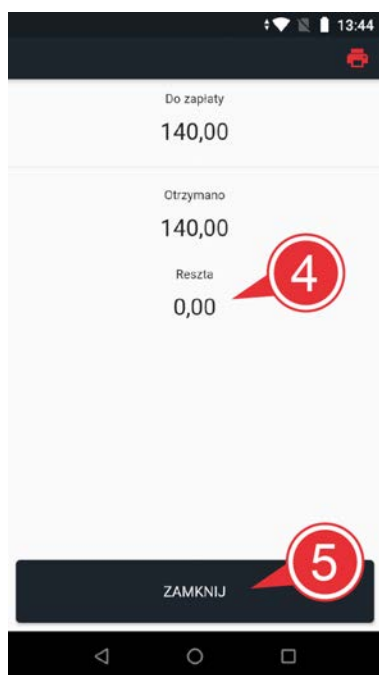 13:44
Do zapłaty
140,00
Otrzymano
140,00
Reszta
0,00
4
5
ZAMKNIJ